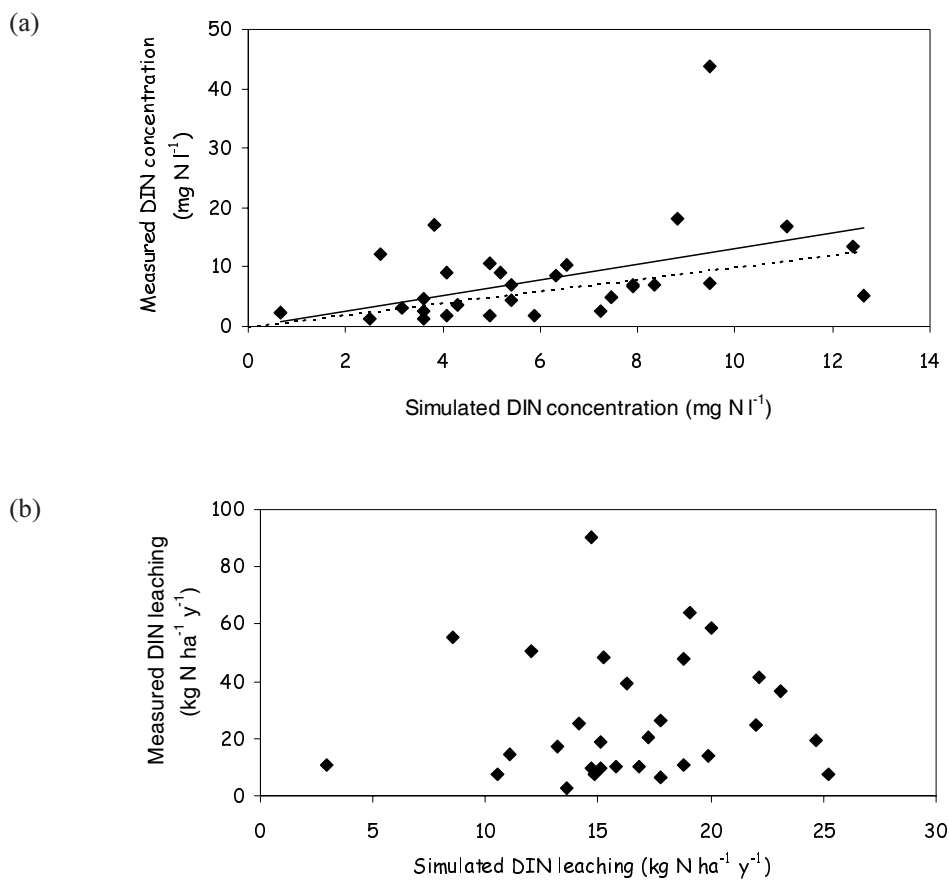 (a)
Measured DIN concentration
(mg N l⁻¹)
50
40
30
20
10
0
0 2 4 6 8 10 12 14
Simulated DIN concentration (mg N l⁻¹)
(b)
Measured DIN leaching
(kg N ha⁻¹ y⁻¹)
100
80
60
40
20
0
0 5 10 15 20 25 30
Simulated DIN leaching (kg N ha⁻¹ y⁻¹)